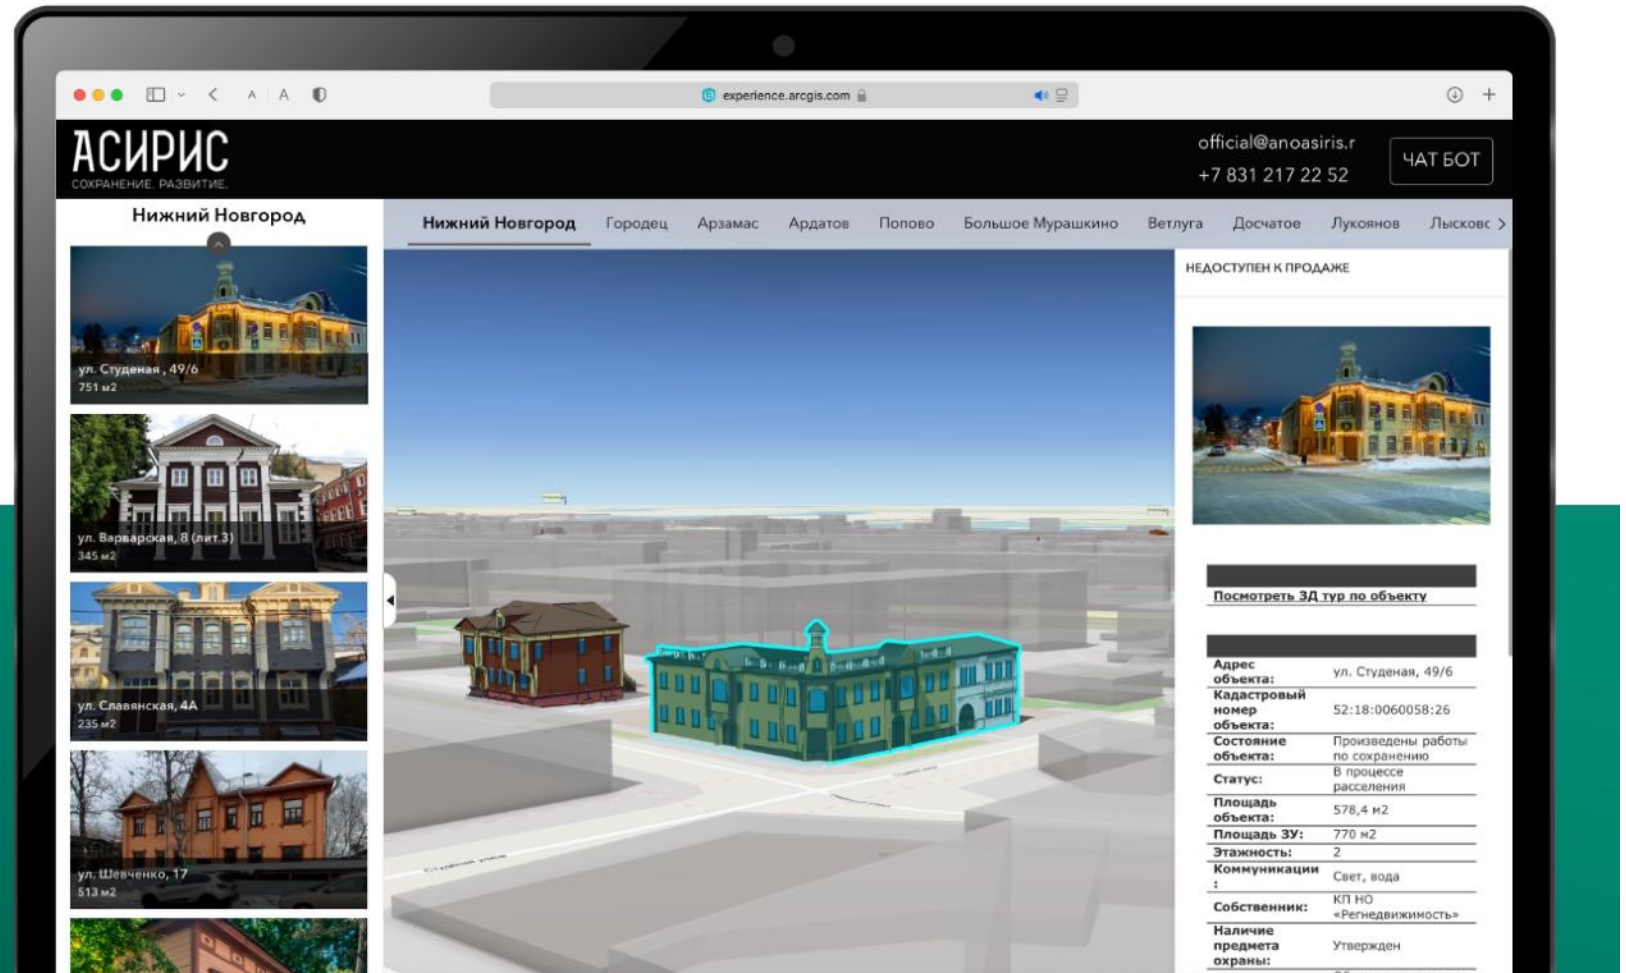 A A
experience.arcgis.com
АСИРИС
СОХРАНЕНИЕ. РАЗВИТИЕ.
official@anoasiris.r
+7 831 217 22 52
ЧАТ БОТ
Нижний Новгород
Нижний Новгород Городец Арзамас Ардатов Попово Большое Мурашкино Ветлуга Досчатое Лукоянов Лысковс
ул. Студеная , 49/6
751 м2
ул. Варварская, 8 (лит.3)
345 м2
ул. Славянская, 4А
235 м2
ул. Шевченко, 17
513 м2
НЕДОСТУПЕН К ПРОДАЖЕ
Посмотреть 3Д тур по объекту
Адрес
объекта:
ул. Студеная, 49/6
Кадастровый
номер
объекта:
52:18:0060058:26
Состояние
объекта:
Произведены работы
по сохранению
Статус:
В процессе
расселения
Площадь
объекта:
578,4 м2
Площадь ЗУ:
770 м2
Этажность:
2
Коммуникации
:
Свет, вода
Собственник:
КП НО
«Регнедвижимость»
Наличие
предмета
охраны:
Утвержден